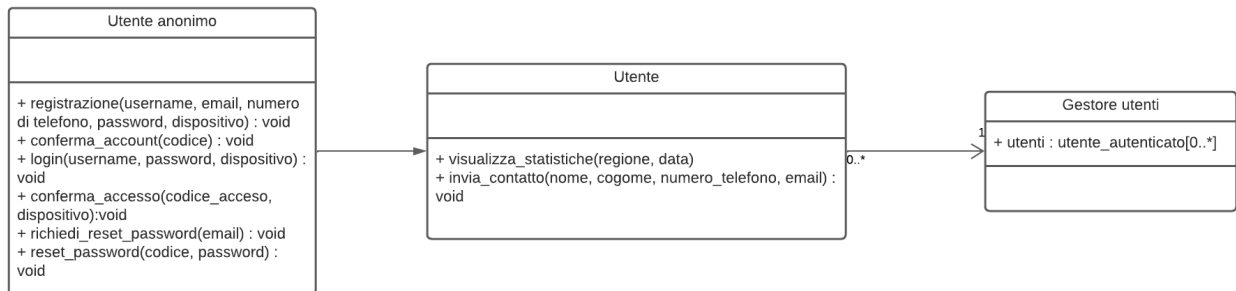 Utente anonimo
+ registrazione(username, email, numero
di telefono, password, dispositivo) : void
+ conferma_account(codice) : void
+ login(username, password, dispositivo) :
void
+ conferma_accesso(codice_acceso,
dispositivo):void
+ richiedi_reset_password(email) : void
+ reset_password(codice, password) :
void
Utente
+ visualizza_statistiche(regione, data)
+ invia_contatto(nome, cogome, numero_telefono, email) :
void
0..*
1
Gestore utenti
+ utenti : utente_autenticato[0..*]